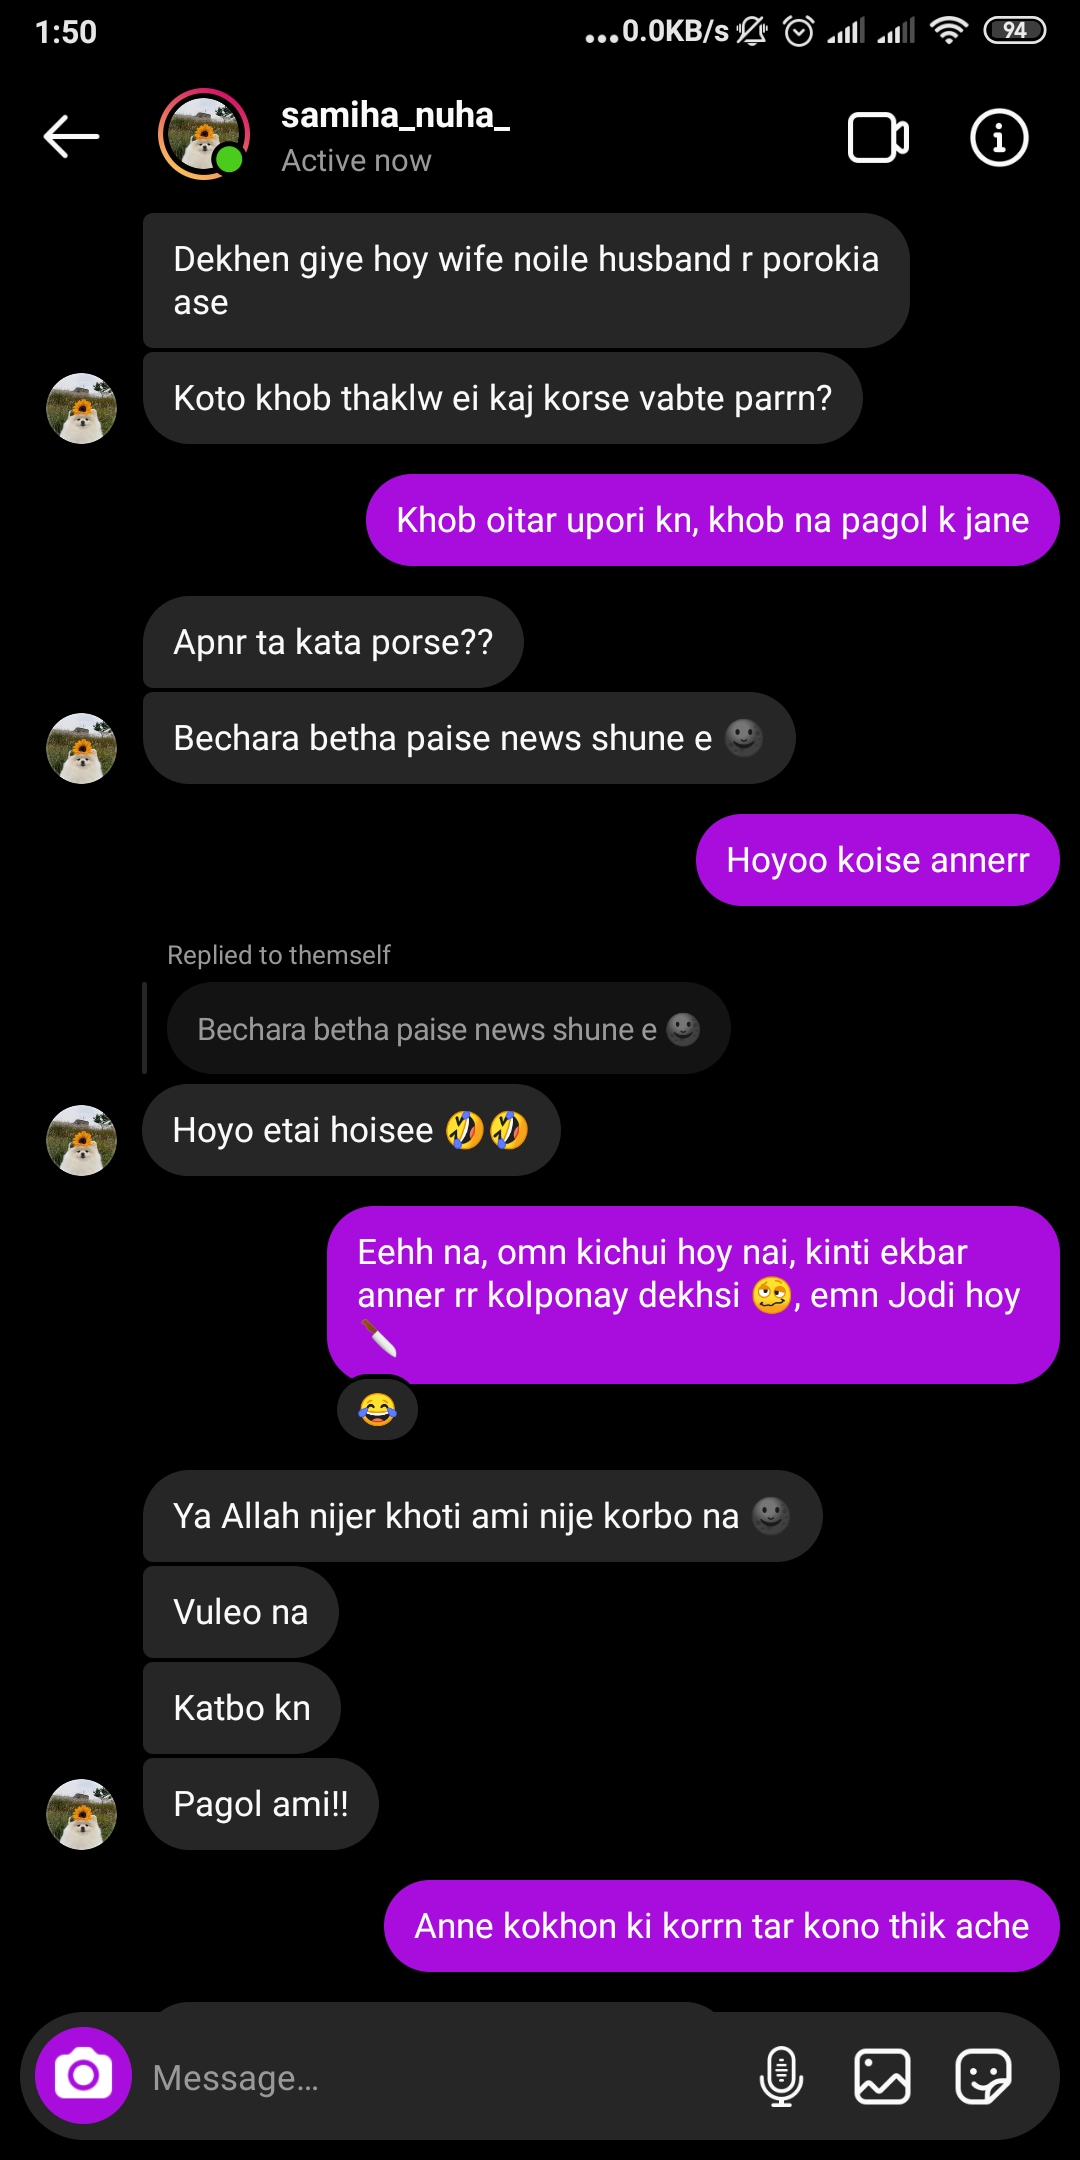 1:50
...0.0KB/s
94
samiha_nuha_
Active now
Dekhen giye hoy wife noile husband r porokia
ase
Koto khob thaklw ei kaj korse vabte parrn?
Khob oitar upori kn, khob na pagol k jane
Apnr ta kata porse??
Bechara betha paise news shune e 🌚
Hoyoo koise annerr
Replied to themself
Bechara betha paise news shune e 🌚
Hoyo etai hoisee 🤣🤣
Eehh na, omn kichui hoy nai, kinti ekbar
anner rr kolponay dekhsi 🥴, emn Jodi hoy
🔪
😂
Ya Allah nijer khoti ami nije korbo na 🌚
Vuleo na
Katbo kn
Pagol ami!!
Anne kokhon ki korrn tar kono thik ache
Message...